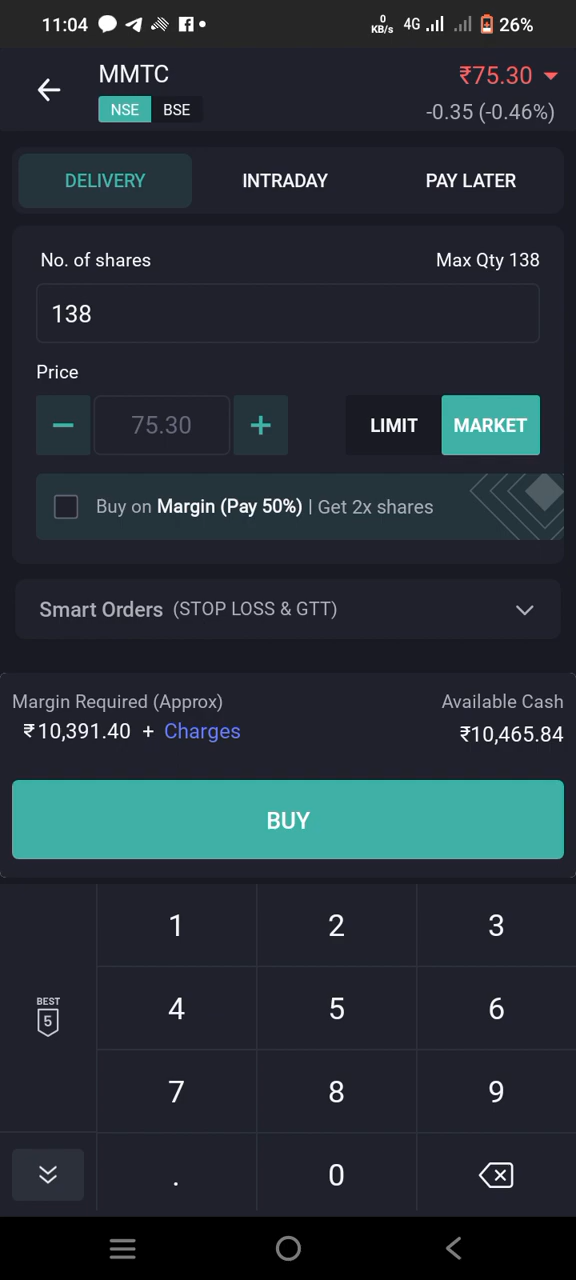 11:04 0 KB/s 4G 26%
MMTC ₹75.30
NSE BSE -0.35 (-0.46%)
DELIVERY INTRADAY PAY LATER
No. of shares Max Qty 138
138
Price
75.30 LIMIT MARKET
Buy on Margin (Pay 50%) | Get 2x shares
Smart Orders (STOP LOSS & GTT)
Margin Required (Approx) Available Cash
₹10,391.40 + Charges ₹10,465.84
BUY
1 2 3
BEST 5
4 5 6
7 8 9
. 0